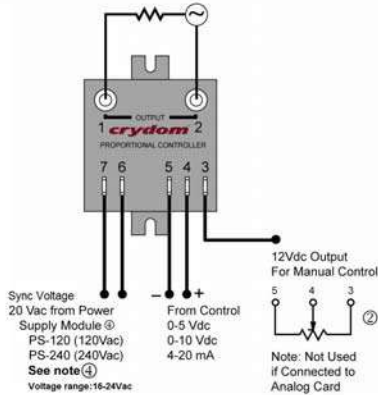 1 OUTPUT 2
crydom
PROPORTIONAL CONTROLLER
7 6 5 4 3
12Vdc Output
For Manual Control
5 4 3
②
Note: Not Used
if Connected to
Analog Card
Sync Voltage
20 Vac from Power
Supply Module ④
PS-120 (120Vac)
PS-240 (240Vac)
See note ④
Voltage range:16-24Vac
− +
From Control
0-5 Vdc
0-10 Vdc
4-20 mA